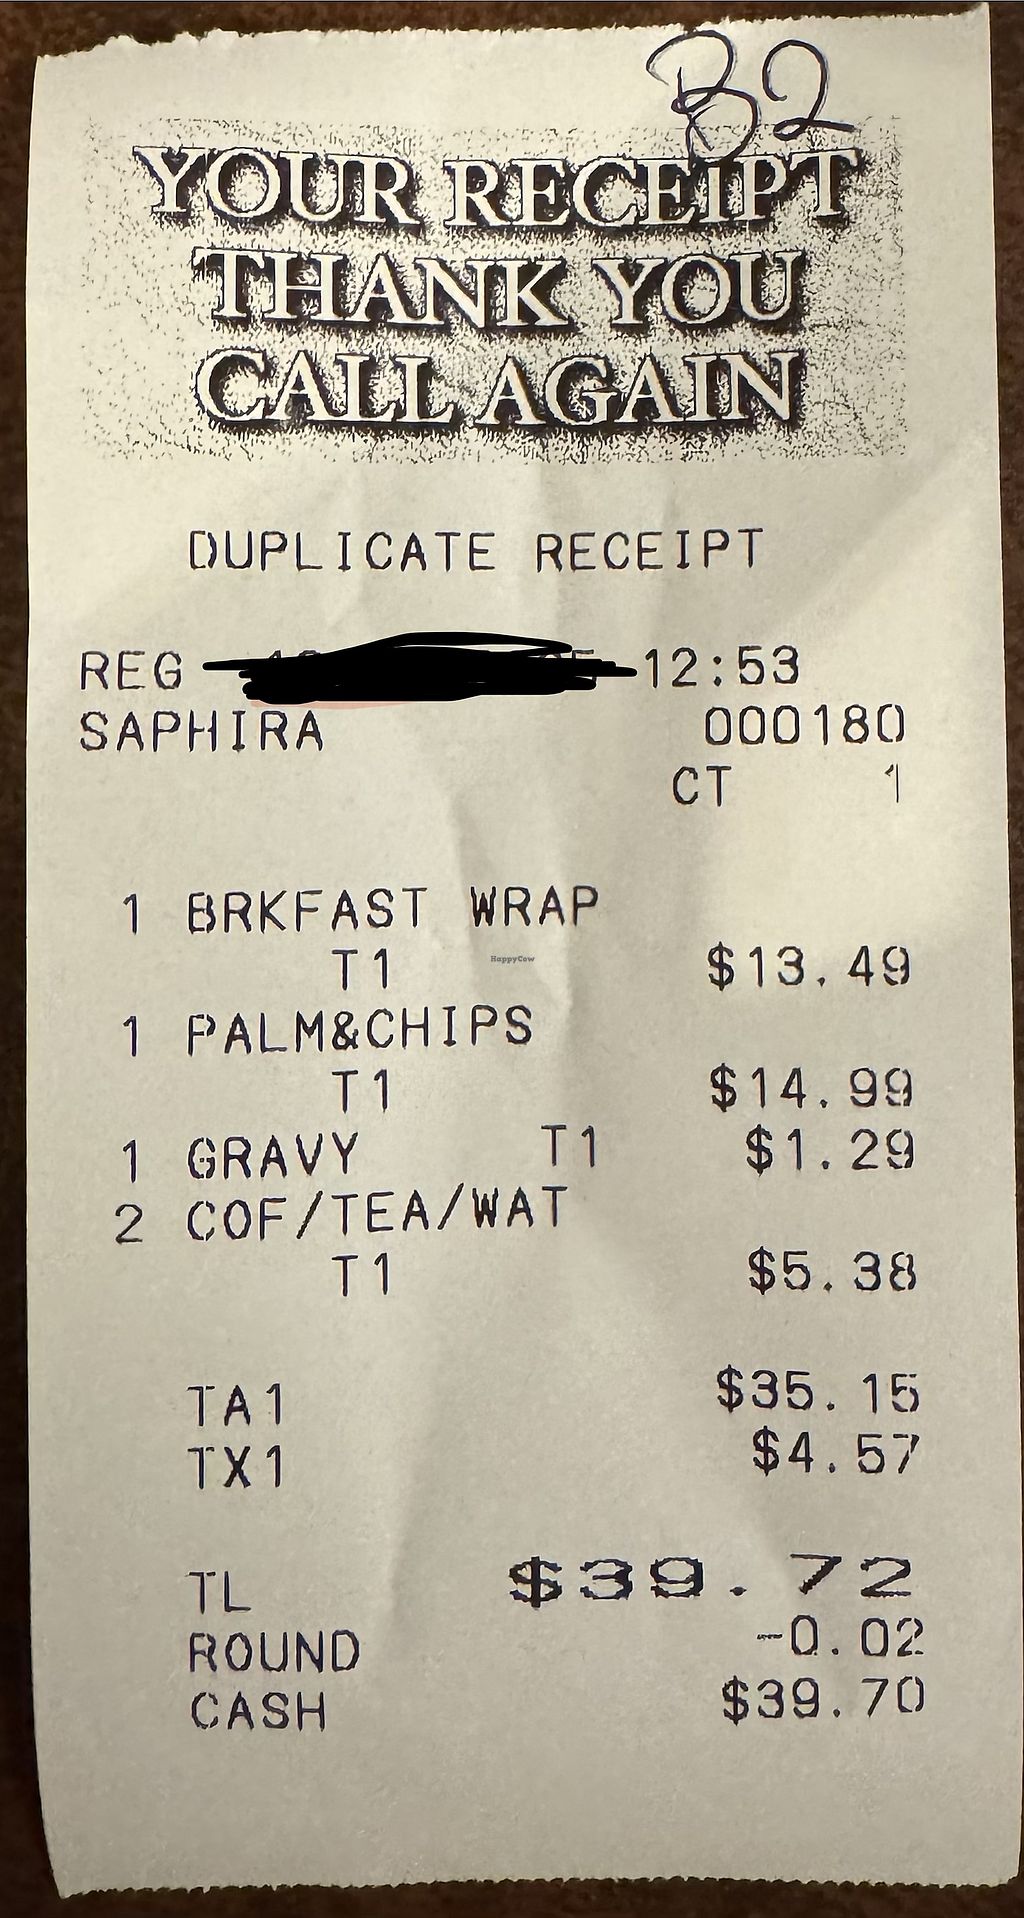 B2
YOUR RECEIPT
THANK YOU
CALL AGAIN
DUPLICATE RECEIPT
REG 12:53
SAPHIRA 000180
CT 1
1 BRKFAST WRAP
T1 $13.49
1 PALM&CHIPS
T1 $14.99
1 GRAVY T1 $1.29
2 COF/TEA/WAT
T1 $5.38
TA1 $35.15
TX1 $4.57
TL $39.72
ROUND -0.02
CASH $39.70
HappyCow